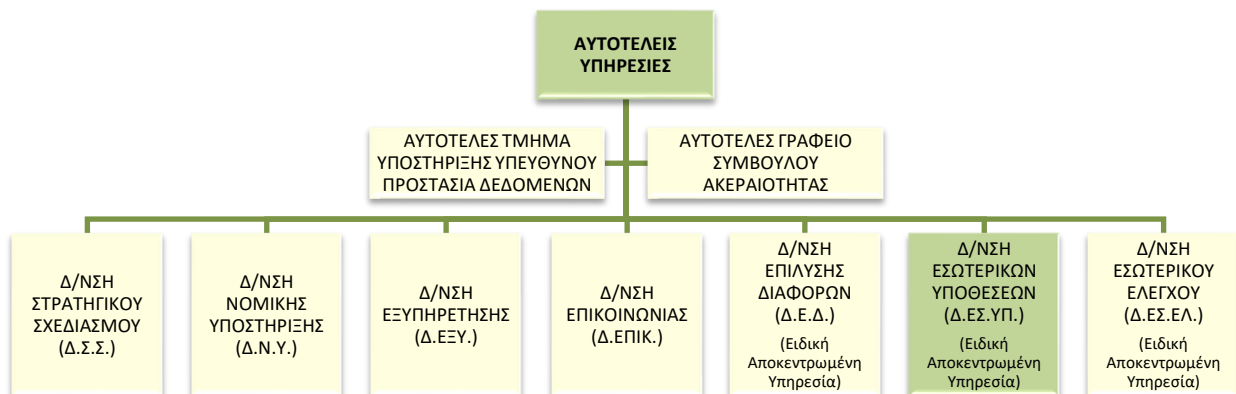 ΑΥΤΟΤΕΛΕΙΣ
ΥΠΗΡΕΣΙΕΣ
ΑΥΤΟΤΕΛΕΣ ΤΜΗΜΑ
ΥΠΟΣΤΗΡΙΞΗΣ ΥΠΕΥΘΥΝΟΥ
ΠΡΟΣΤΑΣΙΑ ΔΕΔΟΜΕΝΩΝ
ΑΥΤΟΤΕΛΕΣ ΓΡΑΦΕΙΟ
ΣΥΜΒΟΥΛΟΥ
ΑΚΕΡΑΙΟΤΗΤΑΣ
Δ/ΝΣΗ
ΣΤΡΑΤΗΓΙΚΟΥ
ΣΧΕΔΙΑΣΜΟΥ
(Δ.Σ.Σ.)
Δ/ΝΣΗ
ΝΟΜΙΚΗΣ
ΥΠΟΣΤΗΡΙΞΗΣ
(Δ.Ν.Υ.)
Δ/ΝΣΗ
ΕΞΥΠΗΡΕΤΗΣΗΣ
(Δ.ΕΞΥ.)
Δ/ΝΣΗ
ΕΠΙΚΟΙΝΩΝΙΑΣ
(Δ.ΕΠΙΚ.)
Δ/ΝΣΗ
ΕΠΙΛΥΣΗΣ
ΔΙΑΦΟΡΩΝ
(Δ.Ε.Δ.)
(Ειδική
Αποκεντρωμένη
Υπηρεσία)
Δ/ΝΣΗ
ΕΣΩΤΕΡΙΚΩΝ
ΥΠΟΘΕΣΕΩΝ
(Δ.ΕΣ.ΥΠ.)
(Ειδική
Αποκεντρωμένη
Υπηρεσία)
Δ/ΝΣΗ
ΕΣΩΤΕΡΙΚΟΥ
ΕΛΕΓΧΟΥ
(Δ.ΕΣ.ΕΛ.)
(Ειδική
Αποκεντρωμένη
Υπηρεσία)